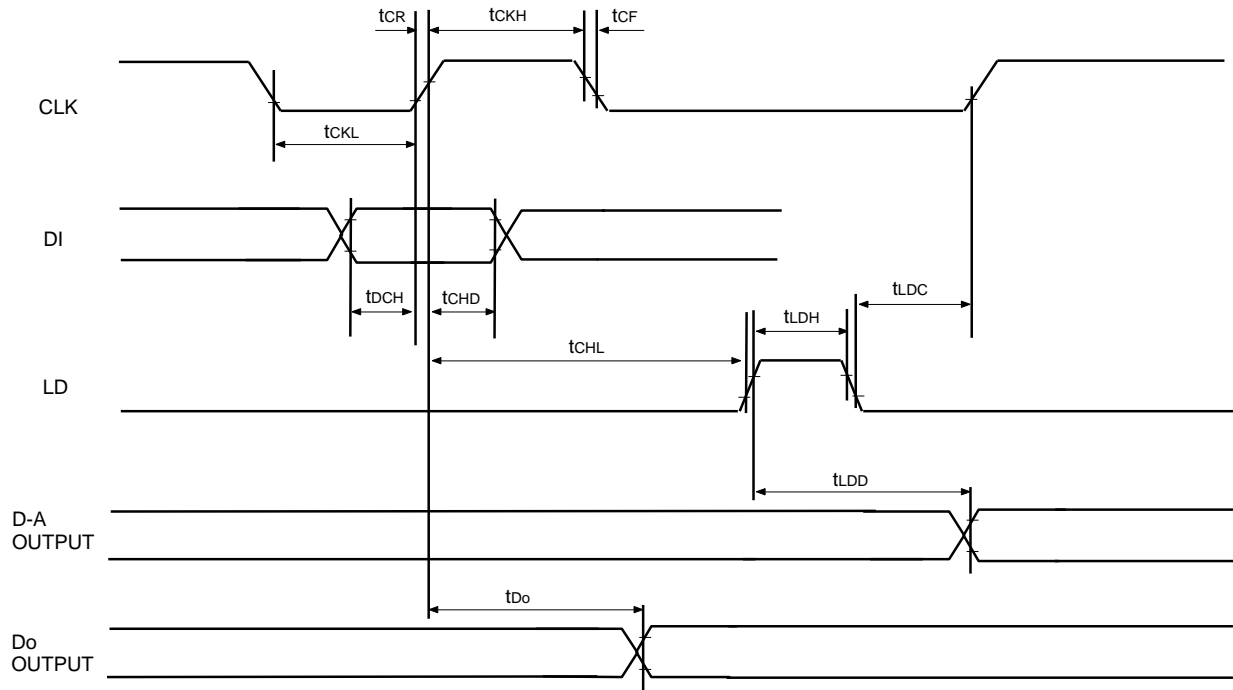 tCR tCKH tCF
CLK
tCKL
DI
tDCH tCHD
tLDC
tLDH
tCHL
LD
tLDD
D-A
OUTPUT
tDo
Do
OUTPUT